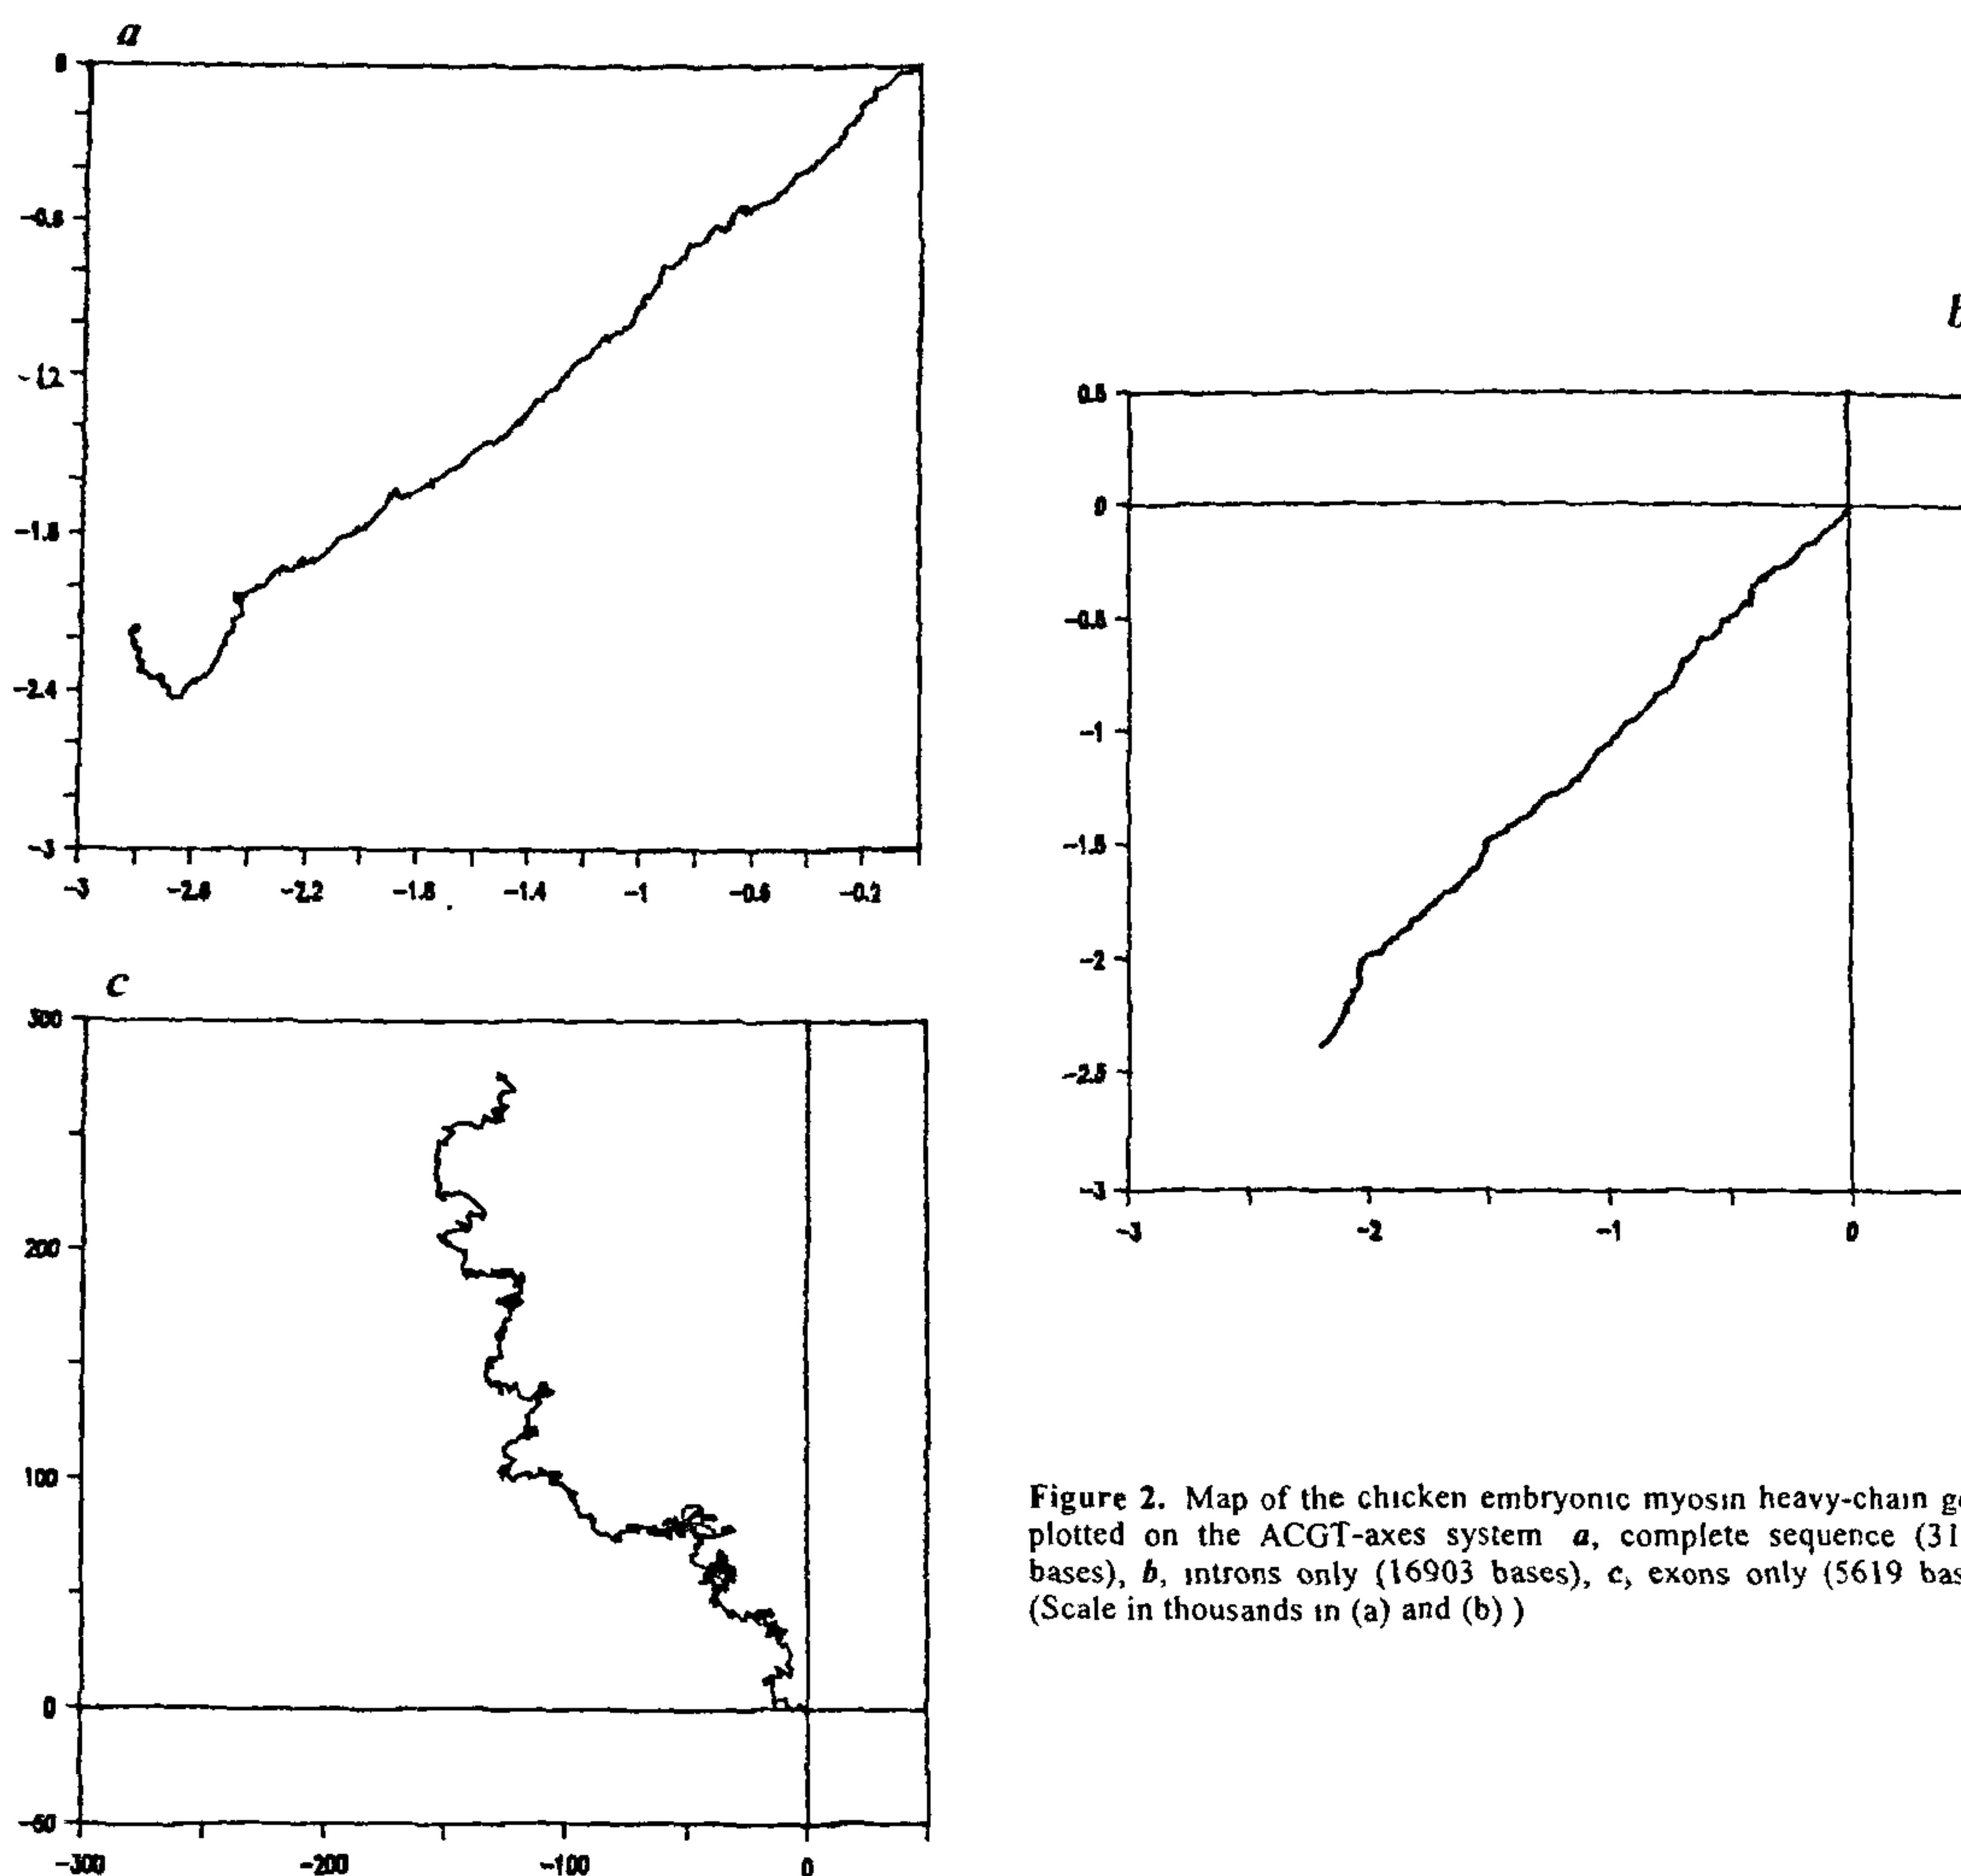 a
0
-0.6
-1.2
-1.8
-2.4
-3
-3 -2.6 -2.2 -1.8 -1.4 -1 -0.6 -0.2
b
0.5
0
-0.5
-1
-1.5
-2
-2.5
-3
-3 -2 -1 0
c
300
200
100
0
-50
-300 -200 -100 0
Figure 2. Map of the chicken embryonic myosin heavy-chain
plotted on the ACGT-axes system a, complete sequence (31
bases), b, introns only (16903 bases), c, exons only (5619
(Scale in thousands in (a) and (b) )